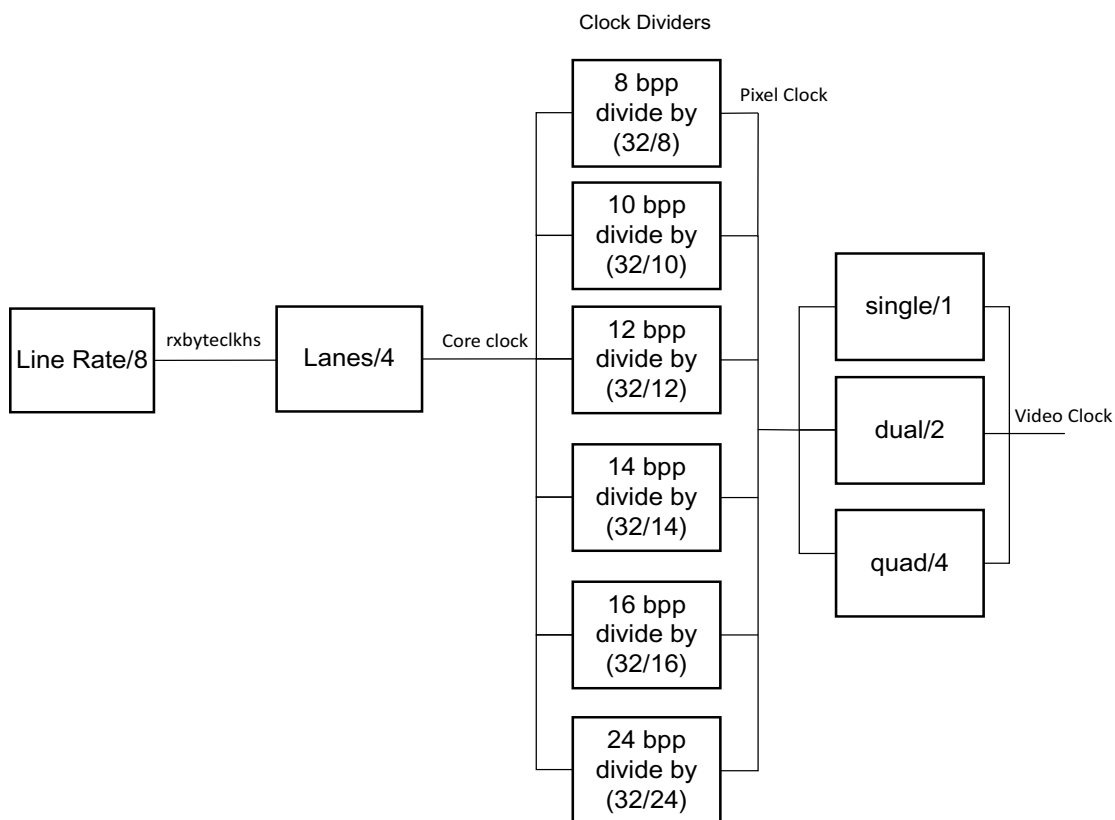 Clock Dividers
8 bpp
divide by
(32/8)
Pixel Clock
10 bpp
divide by
(32/10)
12 bpp
divide by
(32/12)
14 bpp
divide by
(32/14)
16 bpp
divide by
(32/16)
24 bpp
divide by
(32/24)
Line Rate/8
rxbyteclkhs
Lanes/4
Core clock
single/1
dual/2
quad/4
Video Clock